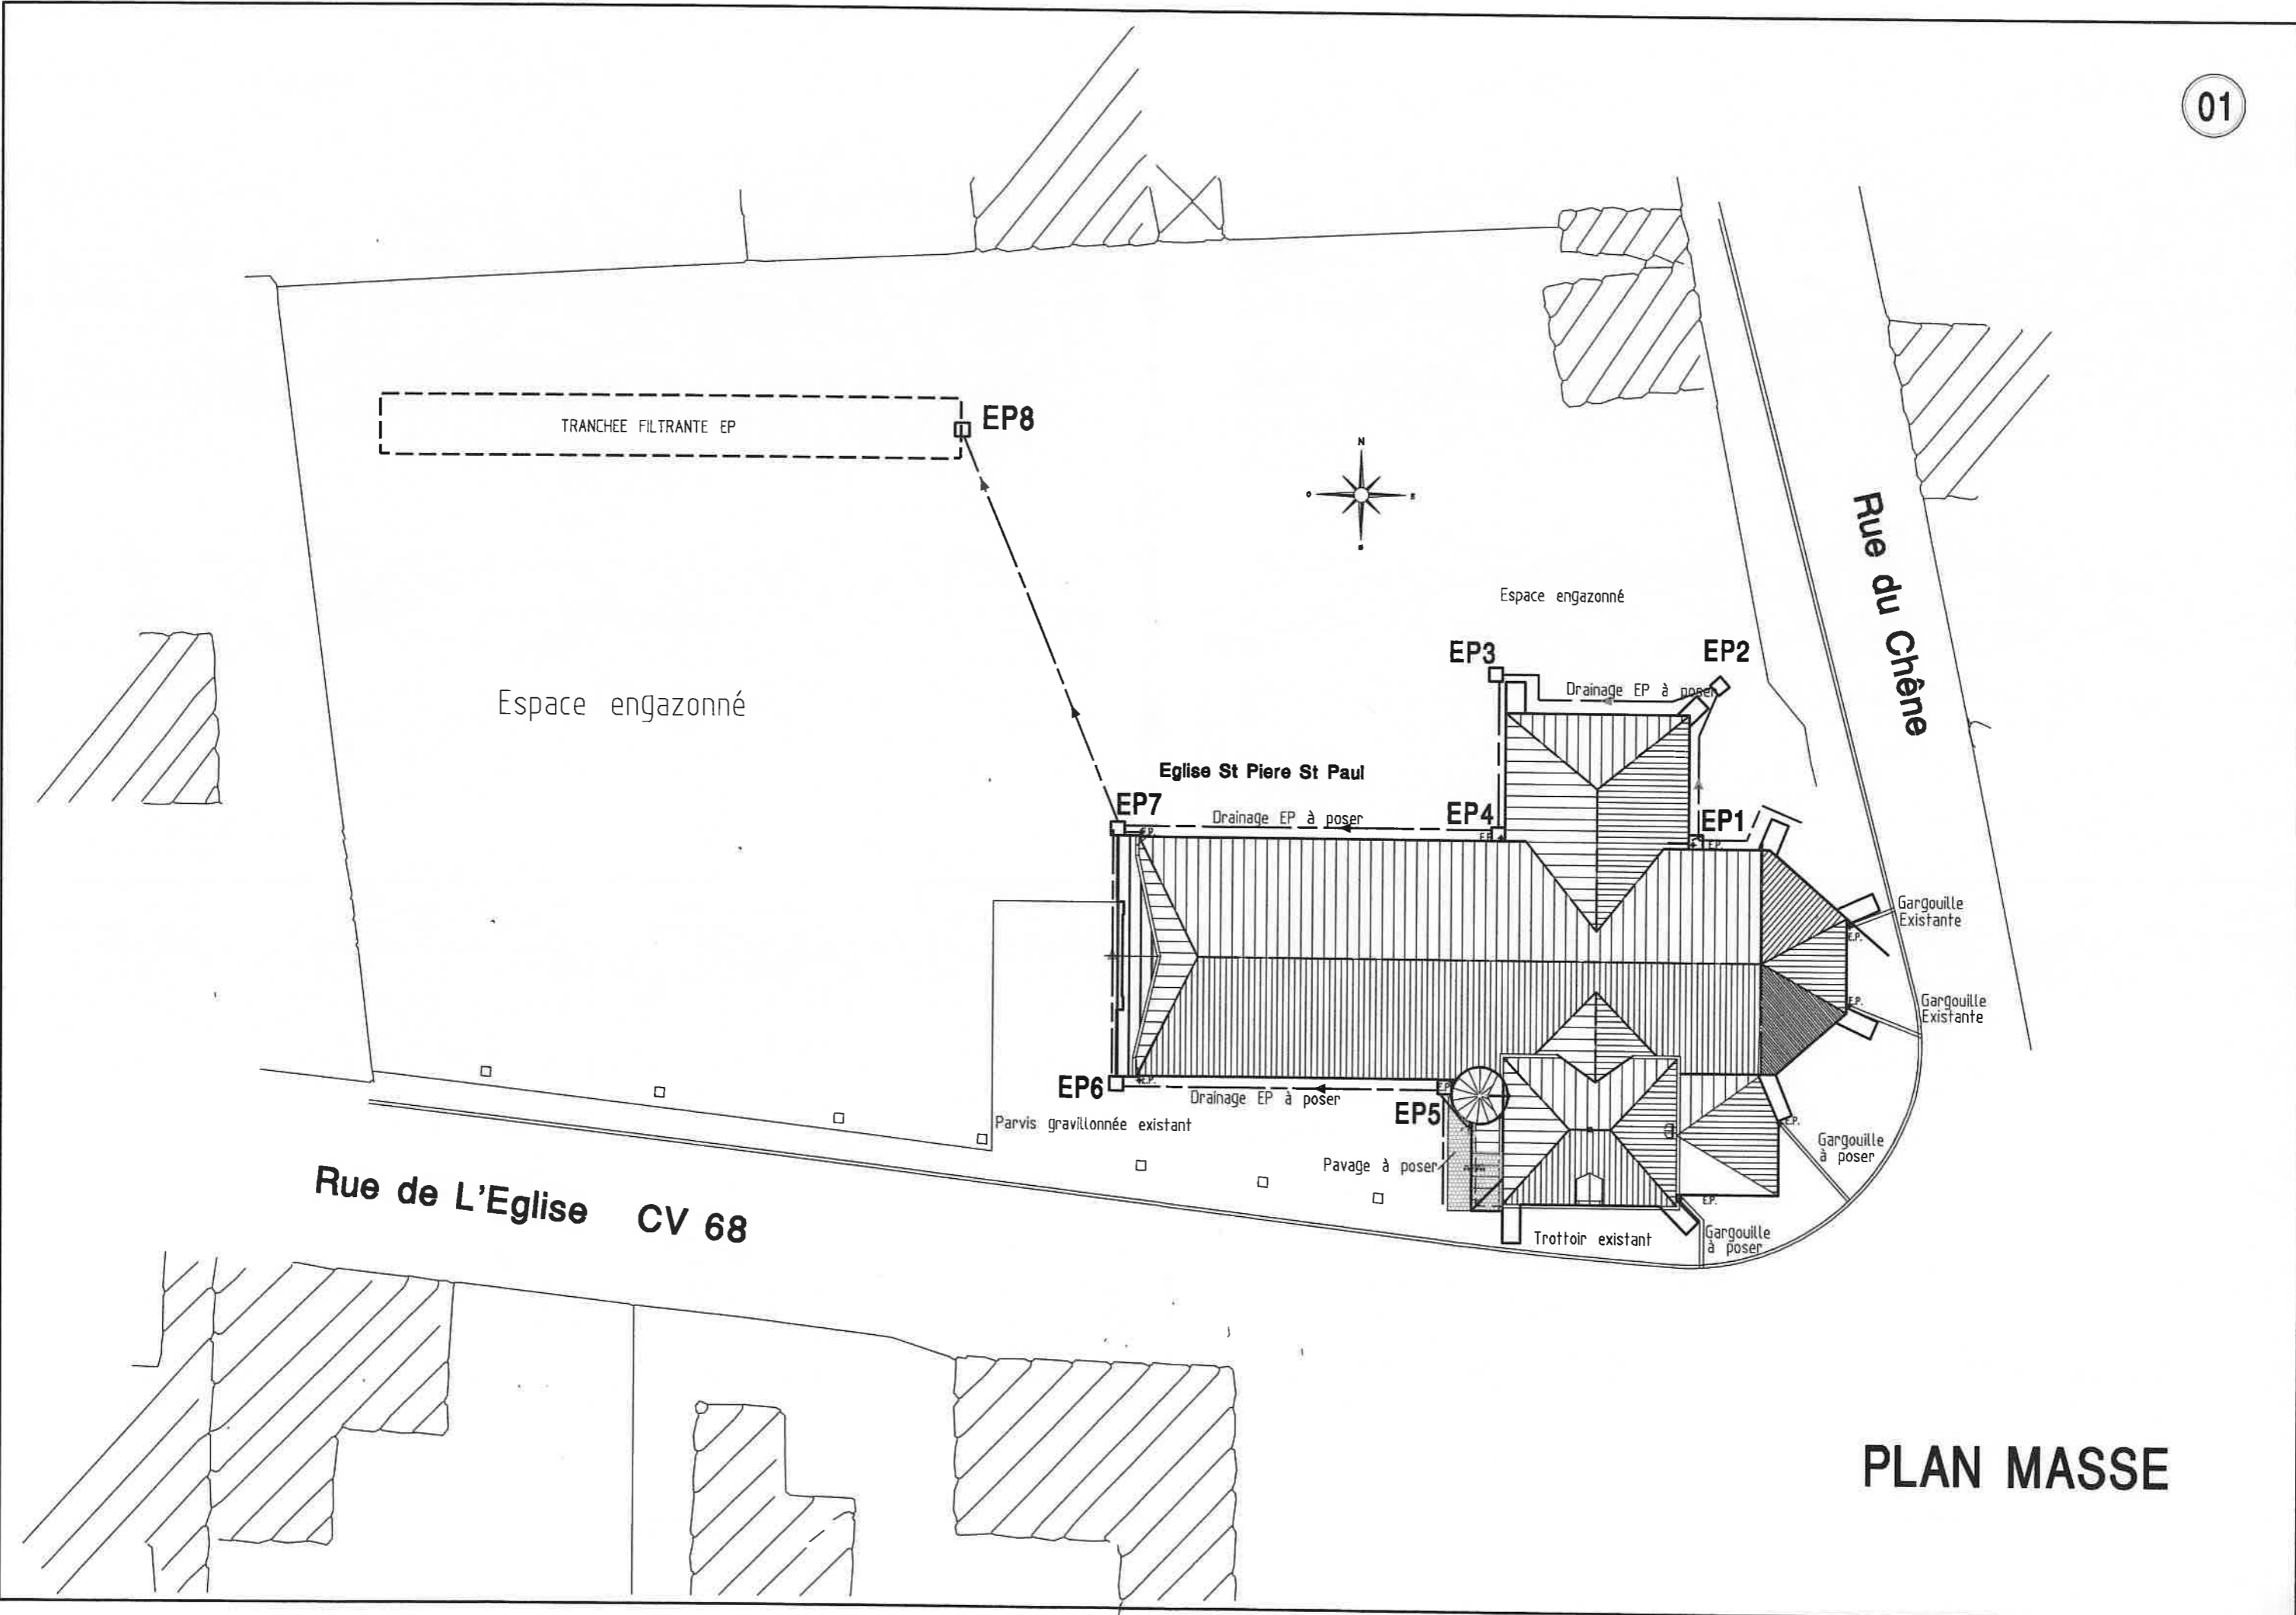 01
TRANCHEE FILTRANTE EP
EP8
N
O
E
S
Rue du Chêne
Espace engazonné
EP3
EP2
Drainage EP à poser
Espace engazonné
Eglise St Piere St Paul
EP7
Drainage EP à poser
EP4
EP1
E.P.
E.P.
E.P.
Gargouille
Existante
E.P.
Gargouille
Existante
E.P.
EP6
E.P.
Drainage EP à poser
EP5
E.P.
Parvis gravillonnée existant
Pavage à poser
E.P.
Gargouille
à poser
E.P.
Gargouille
à poser
Trottoir existant
Rue de L'Eglise CV 68
PLAN MASSE